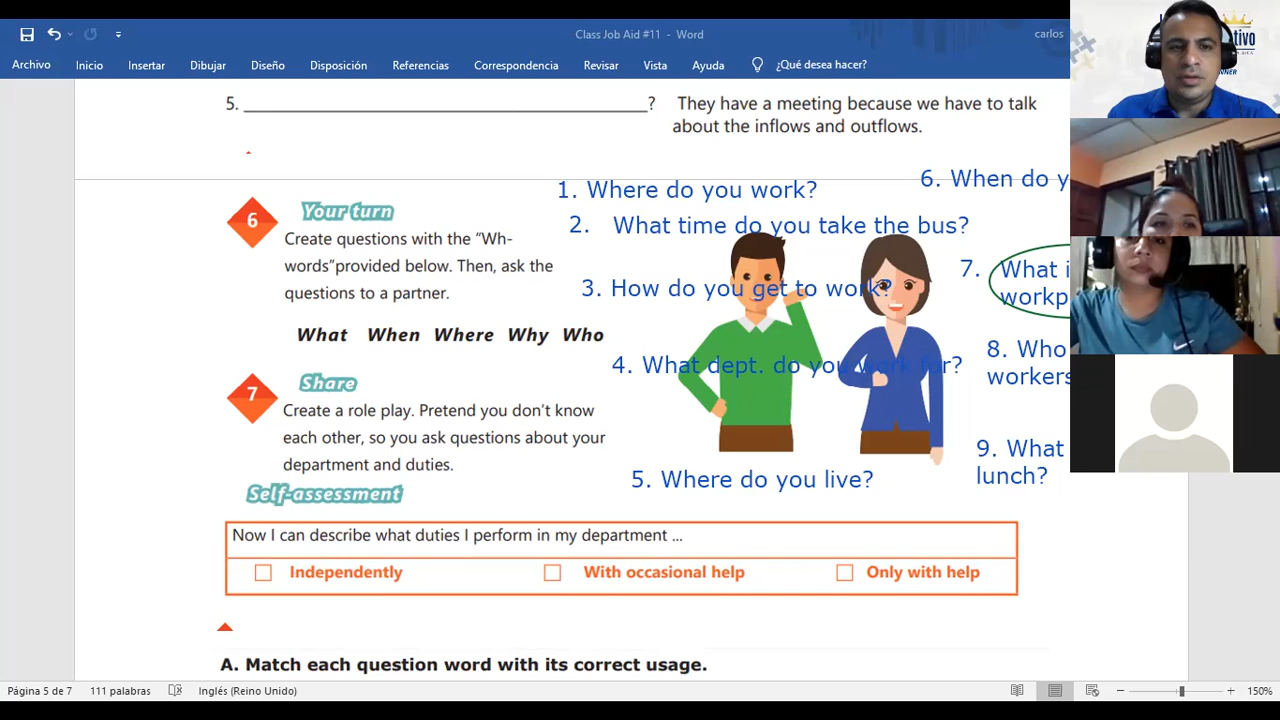 Class Job Aid #11 - Word
carlos
Archivo Inicio Insertar Dibujar Diseño Disposición Referencias Correspondencia Revisar Vista Ayuda ¿Qué desea hacer?
tivo
NNER
5. ___________________________________________? They have a meeting because we have to talk
about the inflows and outflows.
6
Your turn
Create questions with the "Wh-
words"provided below. Then, ask the
questions to a partner.
What When Where Why Who
7
Share
Create a role play. Pretend you don't know
each other, so you ask questions about your
department and duties.
1. Where do you work?
2. What time do you take the bus?
3. How do you get to work?
4. What dept. do you work for?
5. Where do you live?
6. When do y
7. What i
workp
8. Who
workers
9. What
lunch?
Self-assessment
Now I can describe what duties I perform in my department ...
Independently With occasional help Only with help
A. Match each question word with its correct usage.
Página 5 de 7 111 palabras Inglés (Reino Unido) 150%